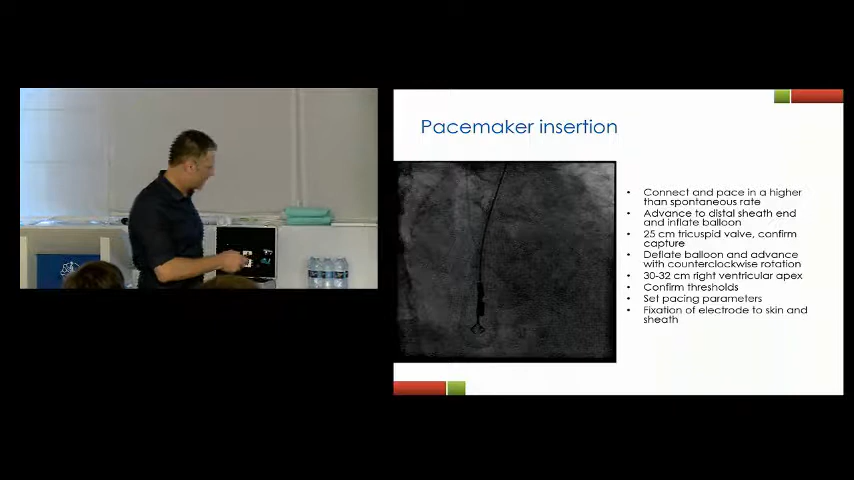 Pacemaker insertion
• Connect and pace in a higher
than spontaneous rate
• Advance to distal sheath end
and inflate balloon
• 25 cm tricuspid valve, confirm
capture
• Deflate balloon and advance
with counterclockwise rotation
• 30-32 cm right ventricular apex
• Confirm thresholds
• Set pacing parameters
• Fixation of electrode to skin and
sheath